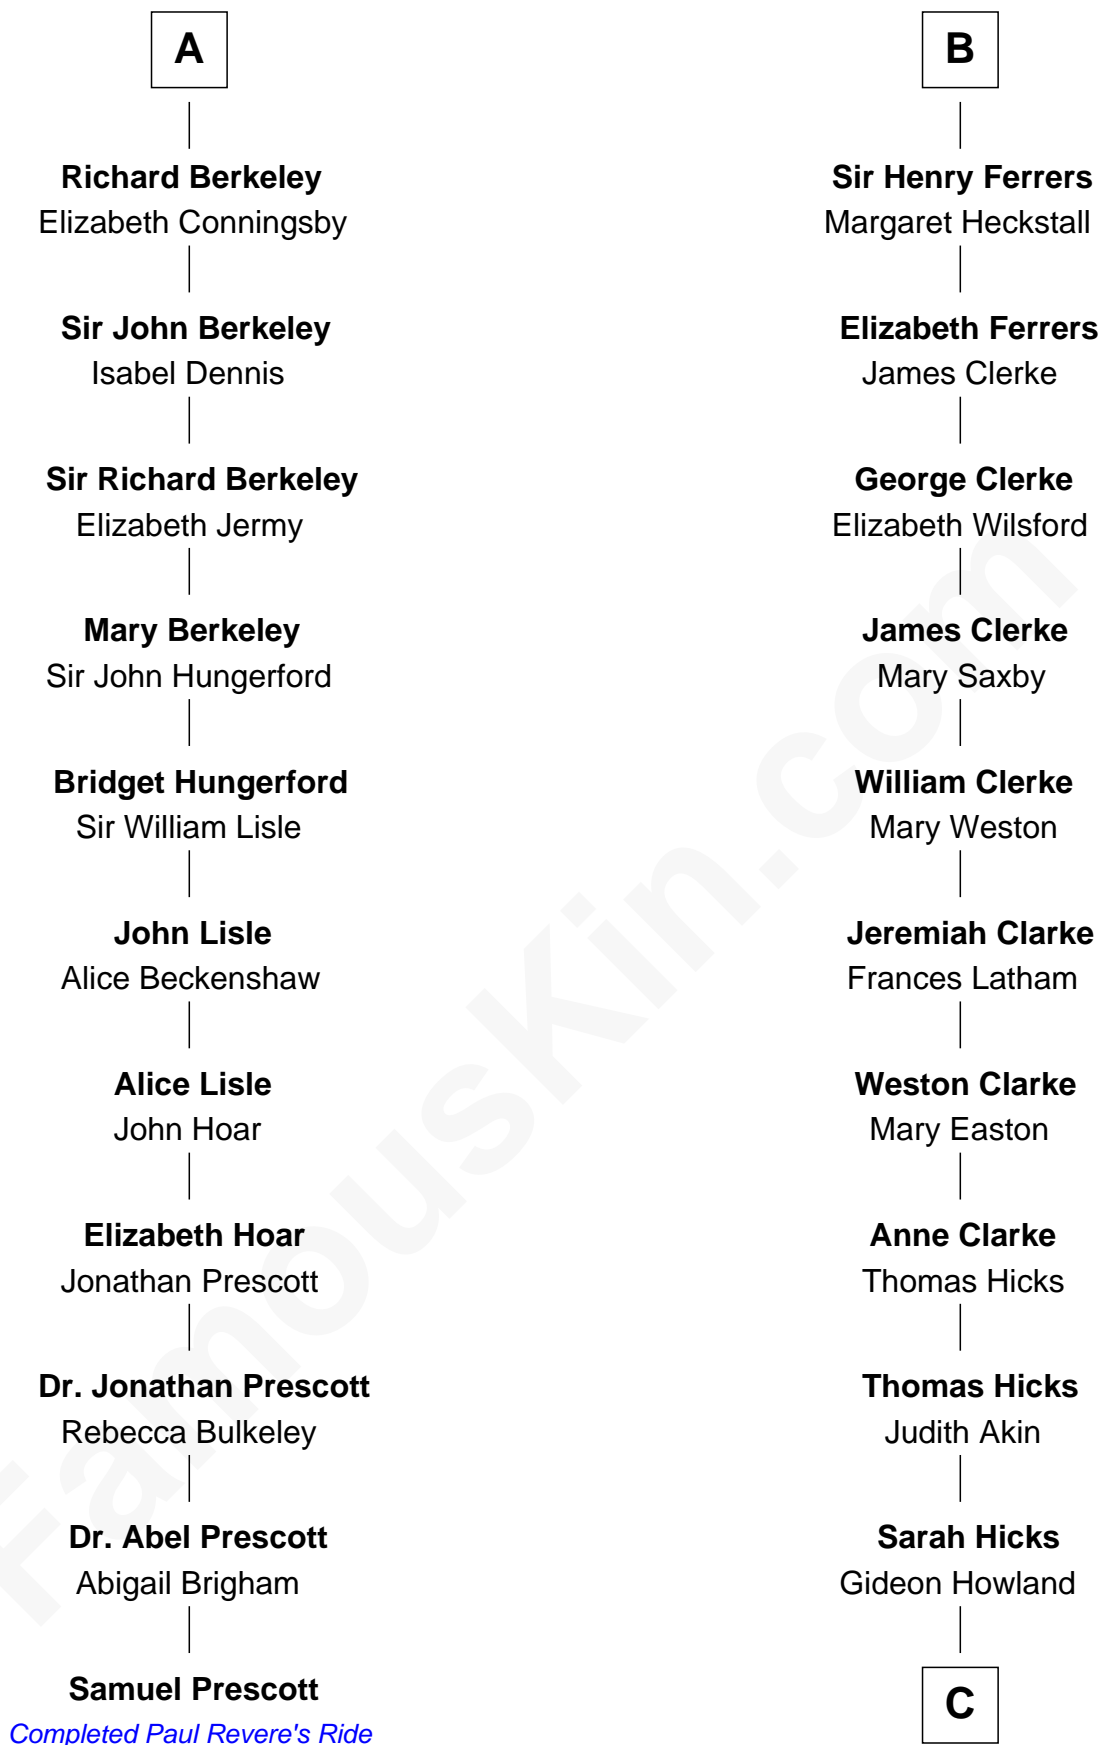 A
Richard Berkeley
Elizabeth Conningsby
Sir John Berkeley
Isabel Dennis
Sir Richard Berkeley
Elizabeth Jermy
Mary Berkeley
Sir John Hungerford
Bridget Hungerford
Sir William Lisle
John Lisle
Alice Beckenshaw
Alice Lisle
John Hoar
Elizabeth Hoar
Jonathan Prescott
Dr. Jonathan Prescott
Rebecca Bulkeley
Dr. Abel Prescott
Abigail Brigham
Samuel Prescott
Completed Paul Revere's Ride
B
Sir Henry Ferrers
Margaret Heckstall
Elizabeth Ferrers
James Clerke
George Clerke
Elizabeth Wilsford
James Clerke
Mary Saxby
William Clerke
Mary Weston
Jeremiah Clarke
Frances Latham
Weston Clarke
Mary Easton
Anne Clarke
Thomas Hicks
Thomas Hicks
Judith Akin
Sarah Hicks
Gideon Howland
C
FamousKin.com